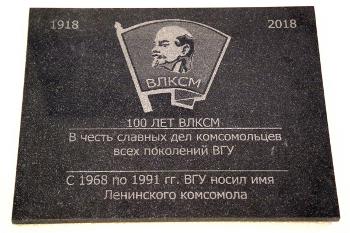 1918 2018
ВЛКСМ
100 ЛЕТ ВЛКСМ
В честь славных дел комсомольцев
всех поколений ВГУ
С 1968 по 1991 гг. ВГУ носил имя
Ленинского комсомола